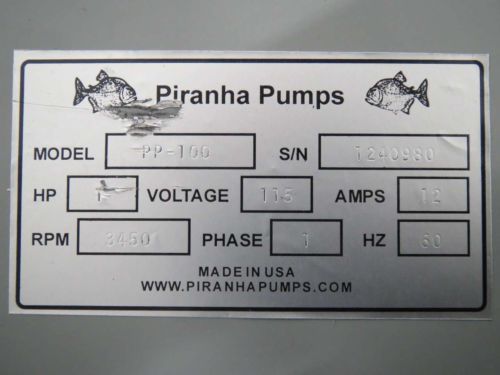 Piranha Pumps
MODEL PP-100 S/N 1240980
HP 1 VOLTAGE 115 AMPS 12
RPM 3450 PHASE 1 HZ 60
MADE IN USA
WWW.PIRANHAPUMPS.COM